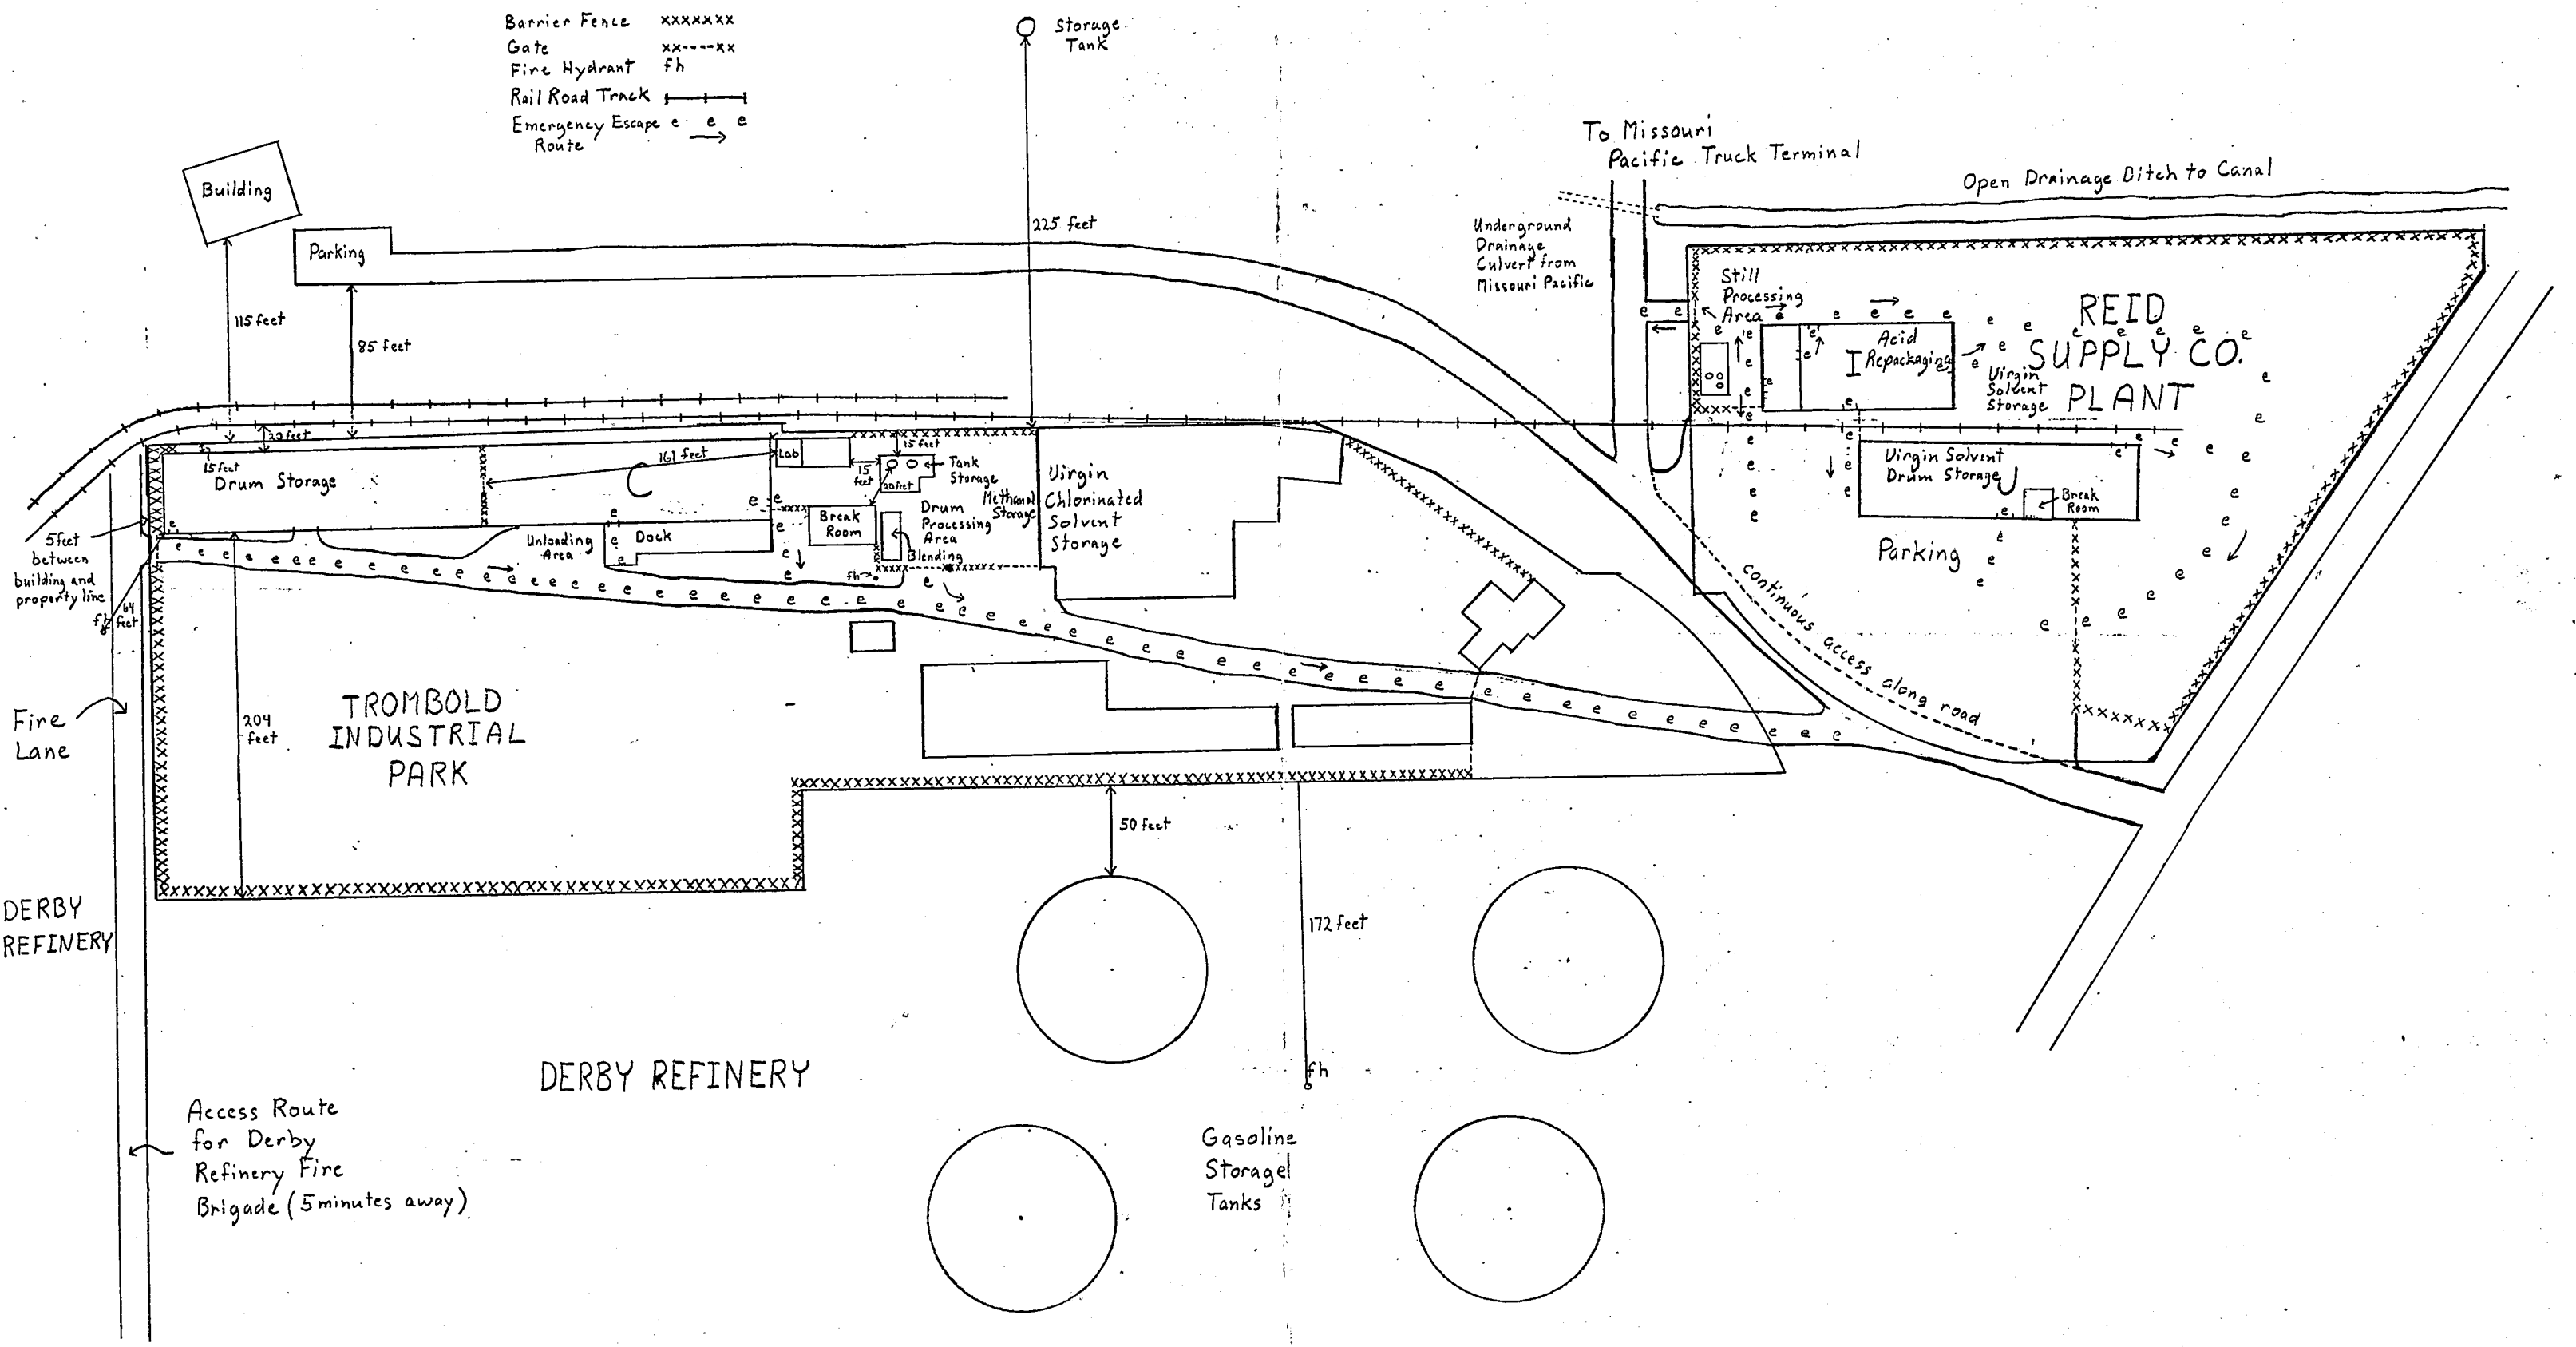 Barrier Fence xxxxxxx
Gate xx----xx
Fire Hydrant fh
Rail Road Track
Emergency Escape e e e
Route
Storage
Tank
225 feet
Building
Parking
115 feet
85 feet
20 feet
15 feet
Drum Storage
161 feet
C
Lab
15 feet
15
feet
20 feet
Tank
Storage
Methanol
Storage
Drum
Processing
Area
Break
Room
Blending
fh
Unloading
Area
Dock
Virgin
Chlorinated
Solvent
Storage
5 feet
between
building and
property line
64
feet
fh
Fire
Lane
204
feet
TROMBOLD
INDUSTRIAL
PARK
50 feet
172 feet
fh
DERBY
REFINERY
DERBY REFINERY
Access Route
for Derby
Refinery Fire
Brigade (5 minutes away)
Gasoline
Storage
Tanks
To Missouri
Pacific Truck Terminal
Open Drainage Ditch to Canal
Underground
Drainage
Culvert from
Missouri Pacific
Still
Processing
Area
Acid
Repackaging
I
REID
SUPPLY CO.
PLANT
Virgin
Solvent
Storage
Virgin Solvent
Drum Storage
J
Break
Room
Parking
continuous access along road